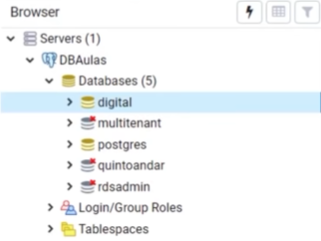 Browser
Servers (1)
DBAulas
Databases (5)
digital
multitenant
postgres
quintoandar
rdsadmin
Login/Group Roles
Tablespaces